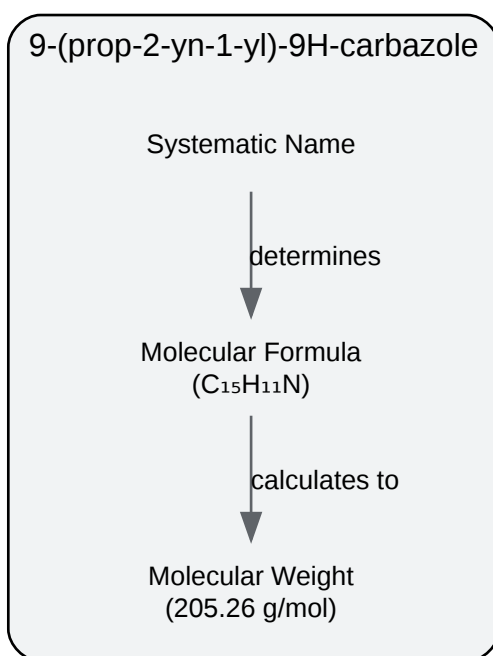 9-(prop-2-yn-1-yl)-9H-carbazole
Systematic Name
determines
Molecular Formula
(C₁₅H₁₁N)
calculates to
Molecular Weight
(205.26 g/mol)